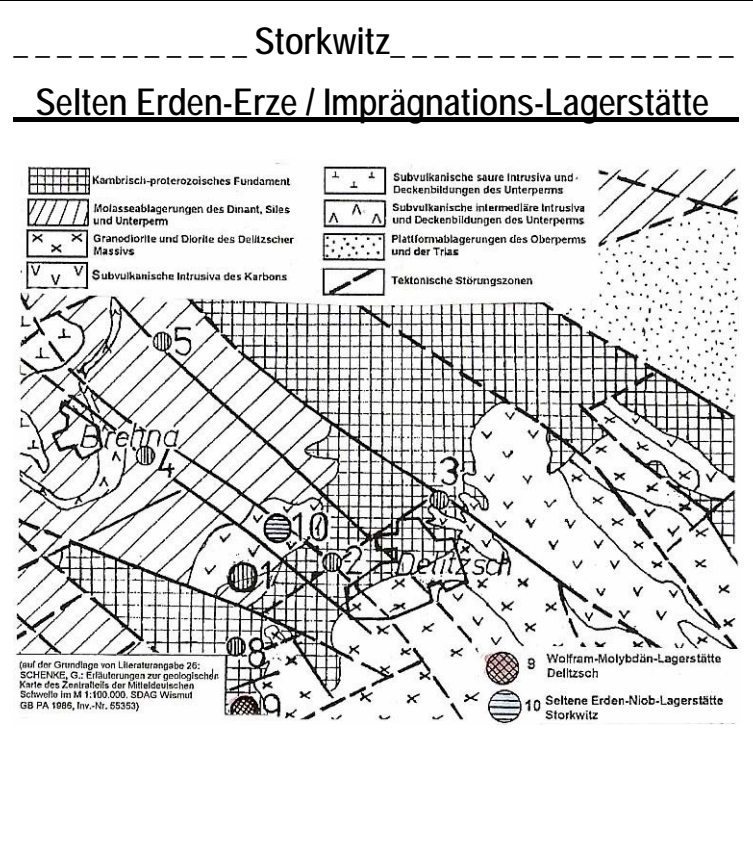 Storkwitz
Selten Erden-Erze / Imprägnations-Lagerstätte
Kambrisch-proterozoisches Fundament
Molasseablagerungen des Dinant, Siles
und Unterperm
Granodiorite und Diorite des Delitzscher
Massivs
Subvulkanische Intrusiva des Karbons
Subvulkanische saure Intrusiva und
Deckenbildungen des Unterperms
Subvulkanische intermediäre Intrusiva
und Deckenbildungen des Unterperms
Plattformablagerungen des Oberperms
und der Trias
Tektonische Störungszonen
5
Brehna
4
3
10
2
Delitzsch
1
8
9
(auf der Grundlage von Literaturangabe 26:
SCHENKE, G.: Erläuterungen zur geologischen
Karte des Zentralteils der Mitteldeutschen
Schwelle im M 1:100.000. SDAG Wismut
GB PA 1986, Inv.-Nr. 55353)
9 Wolfram-Molybdän-Lagerstätte
Delitzsch
10 Seltene Erden-Niob-Lagerstätte
Storkwitz